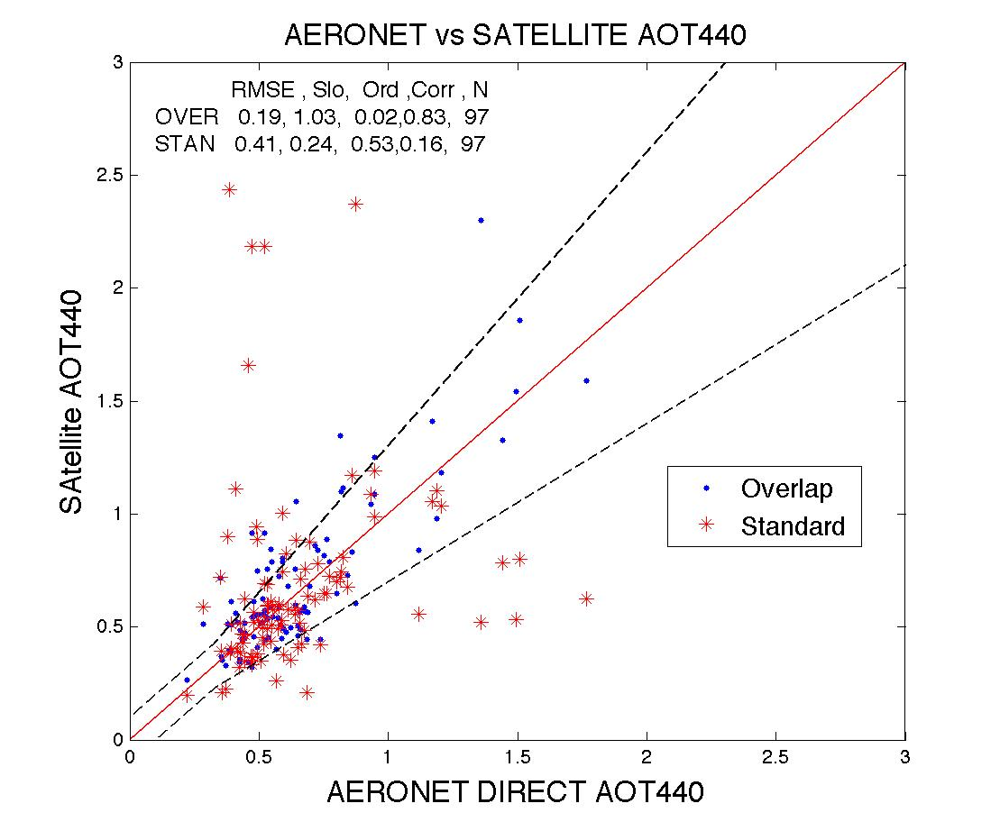 AERONET vs SATELLITE AOT440
3
RMSE , Slo, Ord ,Corr , N
OVER 0.19, 1.03, 0.02,0.83, 97
STAN 0.41, 0.24, 0.53,0.16, 97
2.5
2
SAtellite AOT440
1.5
Overlap
1
Standard
0.5
0
0 0.5 1 1.5 2 2.5 3
AERONET DIRECT AOT440